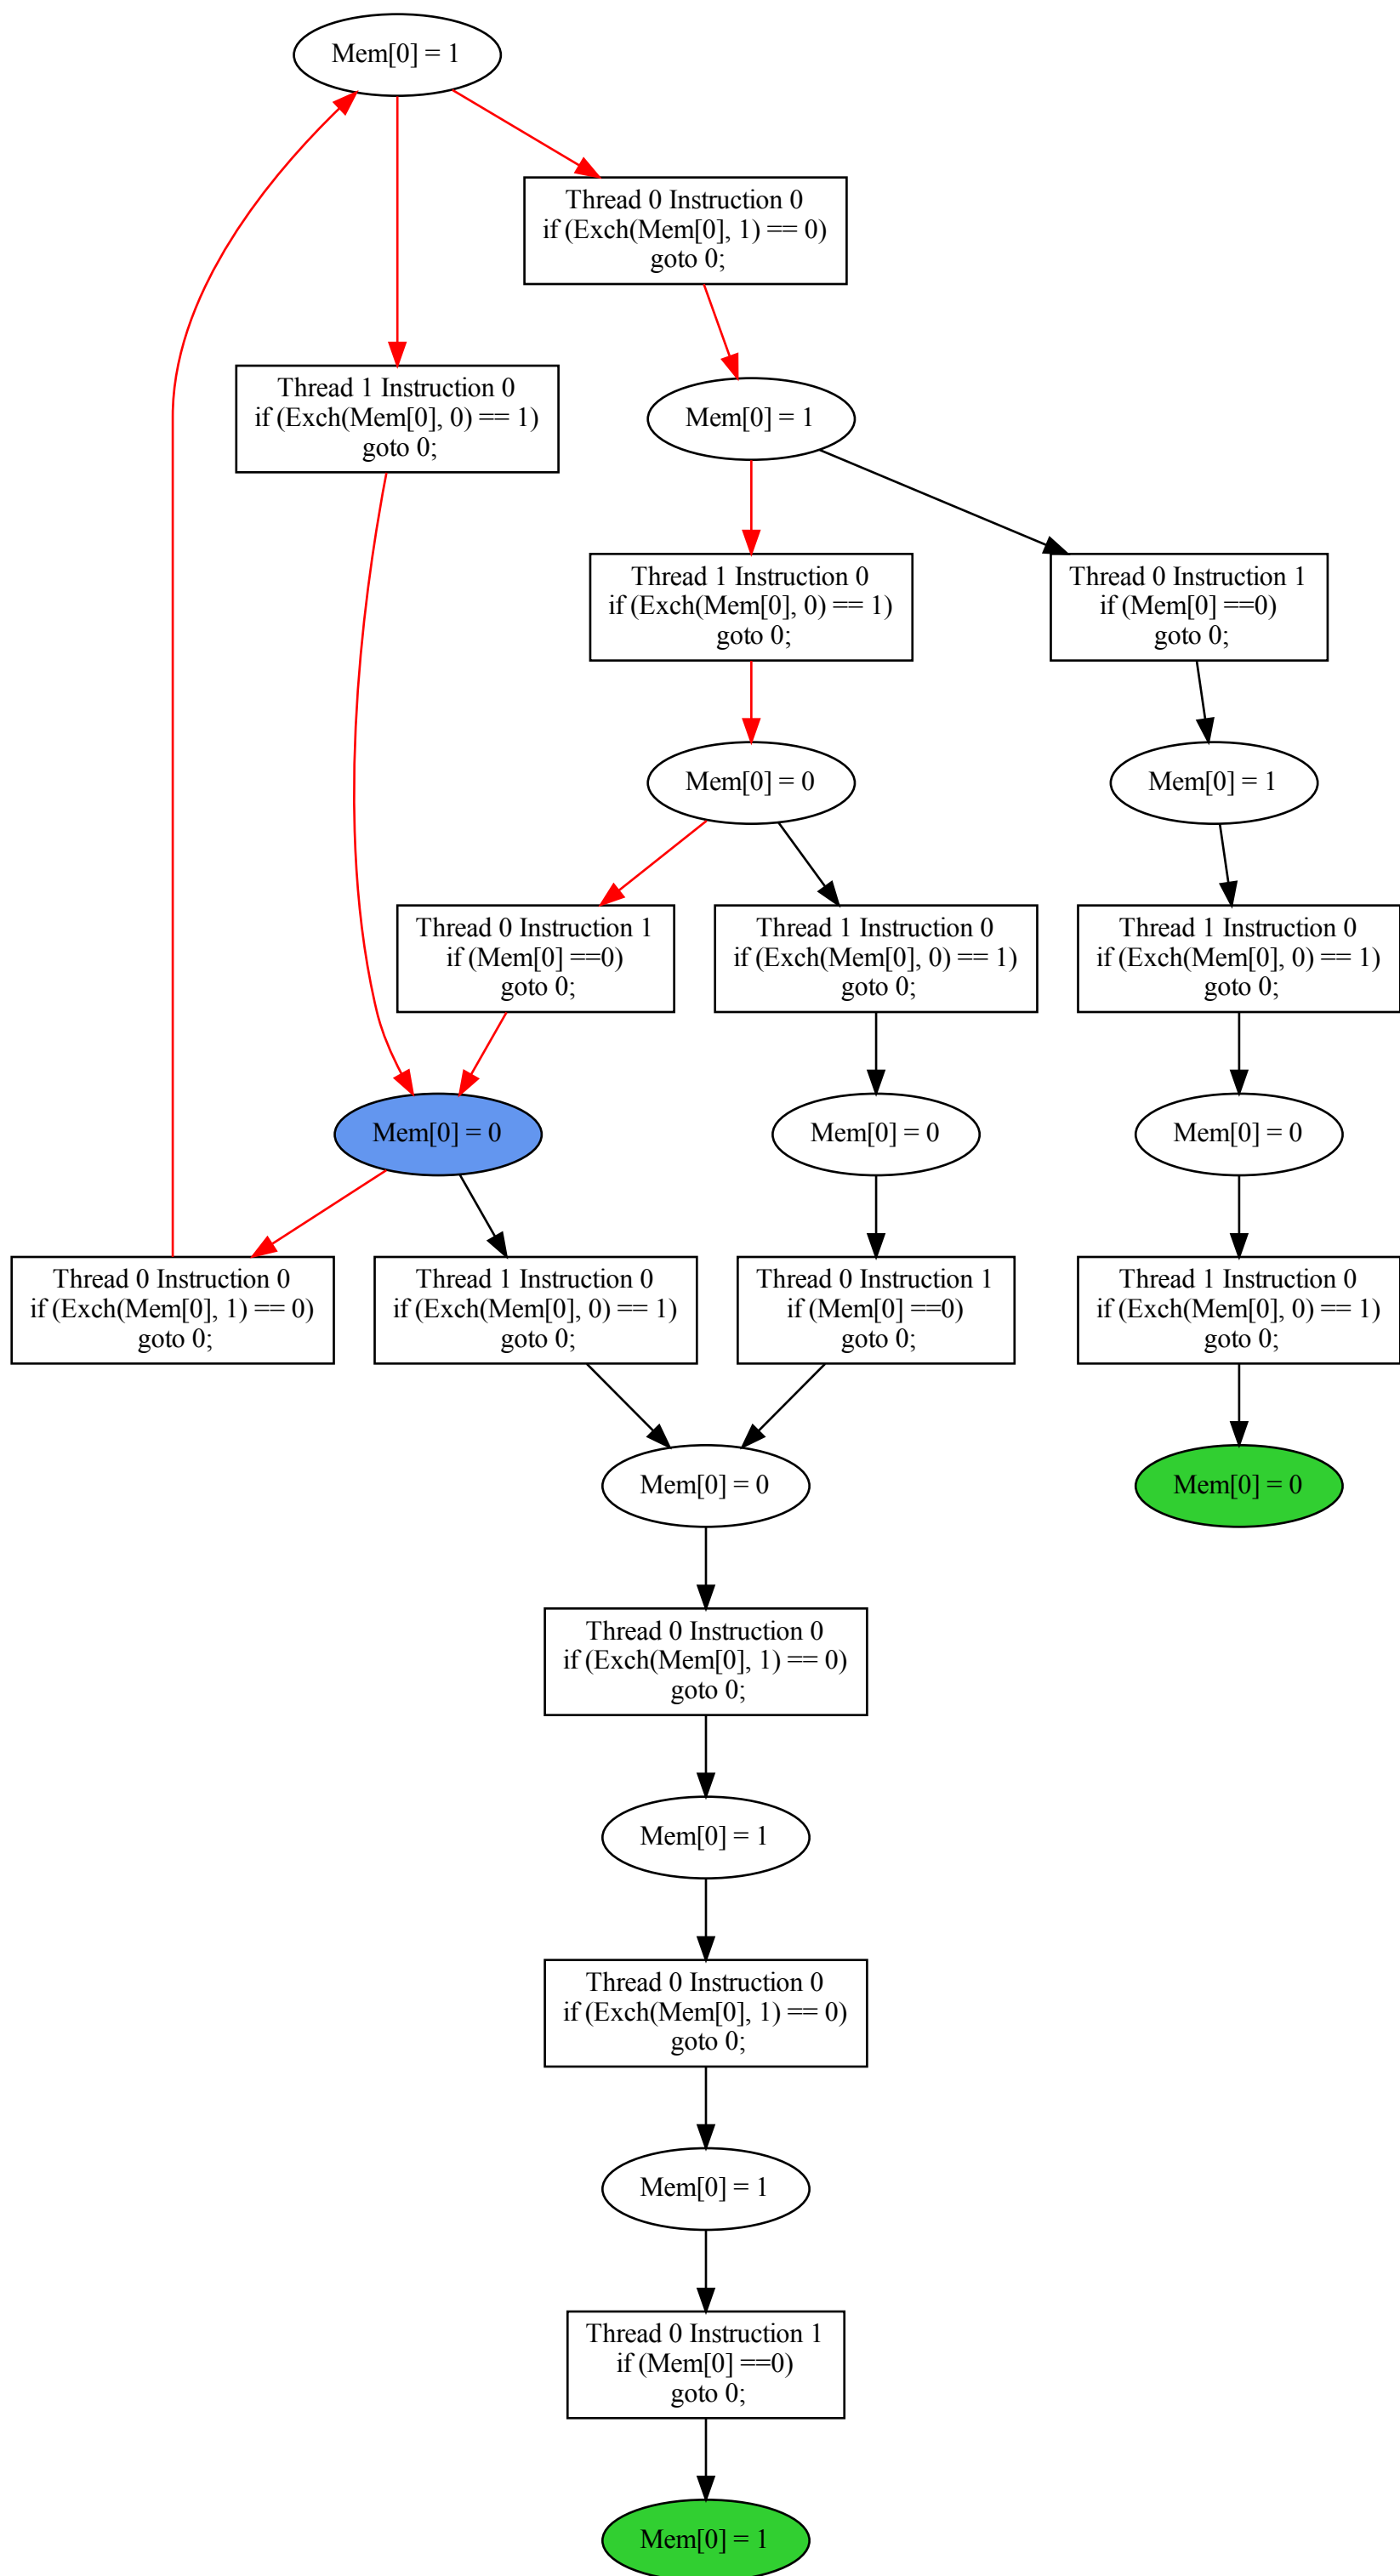 Mem[0] = 1
Thread 0 Instruction 0
if (Exch(Mem[0], 1) == 0)
goto 0;
Thread 1 Instruction 0
if (Exch(Mem[0], 0) == 1)
goto 0;
Mem[0] = 1
Thread 1 Instruction 0
if (Exch(Mem[0], 0) == 1)
goto 0;
Thread 0 Instruction 1
if (Mem[0] ==0)
goto 0;
Mem[0] = 0
Mem[0] = 1
Thread 0 Instruction 1
if (Mem[0] ==0)
goto 0;
Thread 1 Instruction 0
if (Exch(Mem[0], 0) == 1)
goto 0;
Thread 1 Instruction 0
if (Exch(Mem[0], 0) == 1)
goto 0;
Mem[0] = 0
Mem[0] = 0
Mem[0] = 0
Thread 0 Instruction 0
if (Exch(Mem[0], 1) == 0)
goto 0;
Thread 1 Instruction 0
if (Exch(Mem[0], 0) == 1)
goto 0;
Thread 0 Instruction 1
if (Mem[0] ==0)
goto 0;
Thread 1 Instruction 0
if (Exch(Mem[0], 0) == 1)
goto 0;
Mem[0] = 0
Mem[0] = 0
Thread 0 Instruction 0
if (Exch(Mem[0], 1) == 0)
goto 0;
Mem[0] = 1
Thread 0 Instruction 0
if (Exch(Mem[0], 1) == 0)
goto 0;
Mem[0] = 1
Thread 0 Instruction 1
if (Mem[0] ==0)
goto 0;
Mem[0] = 1